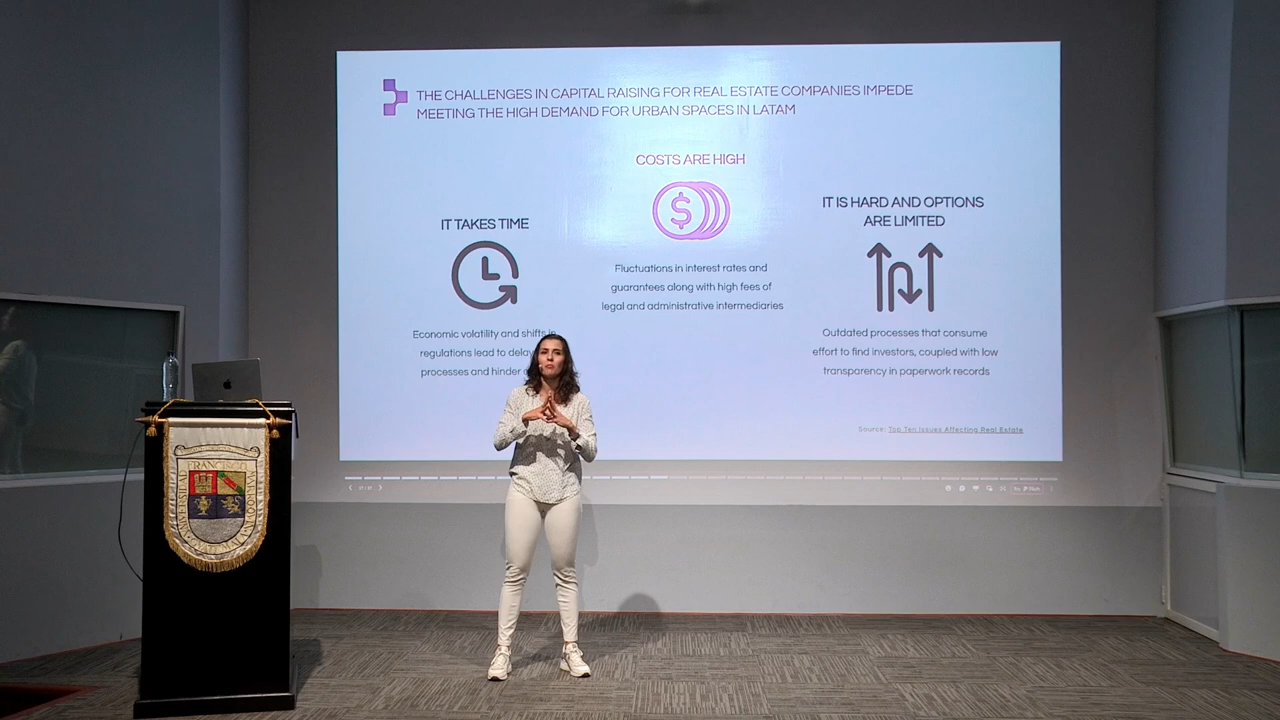 THE CHALLENGES IN CAPITAL RAISING FOR REAL ESTATE COMPANIES IMPEDE
MEETING THE HIGH DEMAND FOR URBAN SPACES IN LATAM
COSTS ARE HIGH
$
Fluctuations in interest rates and
guarantees along with high fees of
legal and administrative intermediaries
IT TAKES TIME
Economic volatility and shifts in
regulations lead to
processes and hinder
IT IS HARD AND OPTIONS
ARE LIMITED
Outdated processes that consume
effort to find investors, coupled with low
transparency in paperwork records
Source: Top Ten Issues Affecting Real Estate
FRANCISCO
GUATEMALA